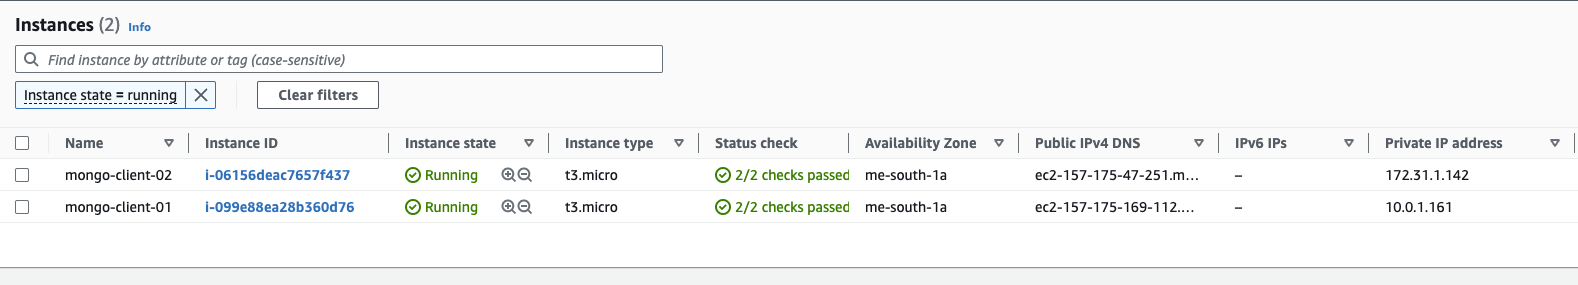 Instances (2) Info
Find instance by attribute or tag (case-sensitive)
Instance state = running
Clear filters
Name Instance ID Instance state Instance type Status check Availability Zone Public IPv4 DNS IPv6 IPs Private IP address
mongo-client-02 i-06156deac7657f437 Running t3.micro 2/2 checks passed me-south-1a ec2-157-175-47-251.m... – 172.31.1.142
mongo-client-01 i-099e88ea28b360d76 Running t3.micro 2/2 checks passed me-south-1a ec2-157-175-169-112.... – 10.0.1.161